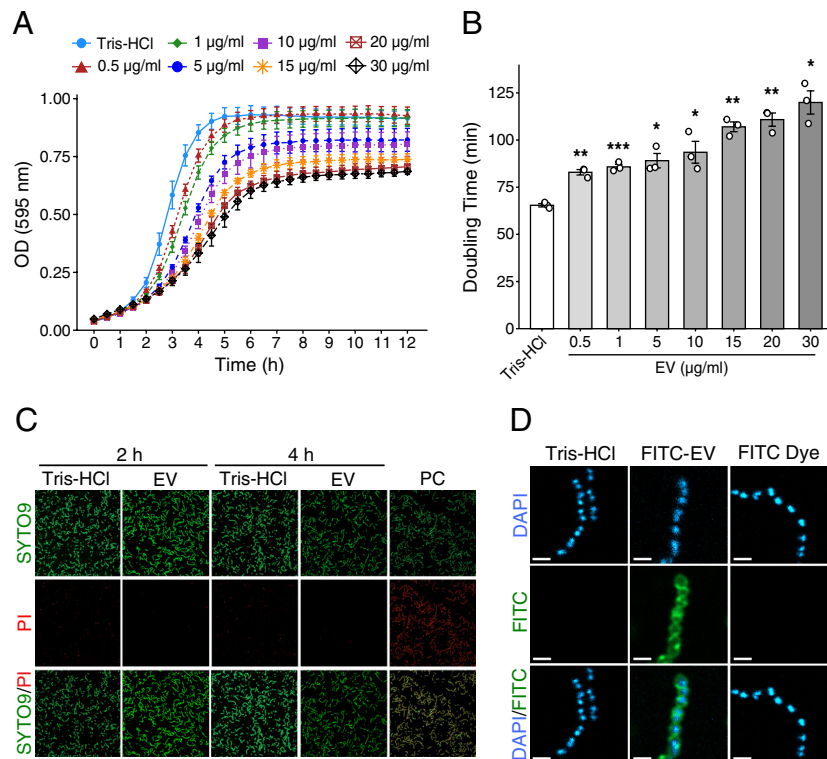 A
Tris-HCl 1 µg/ml 10 µg/ml 20 µg/ml
0.5 µg/ml 5 µg/ml 15 µg/ml 30 µg/ml
OD (595 nm)
1.00
0.75
0.50
0.25
0.00
0 1 2 3 4 5 6 7 8 9 10 11 12
Time (h)
B
Doubling Time (min)
125
100
75
50
25
0
** *** * * ** ** *
Tris-HCl 0.5 1 5 10 15 20 30
EV (µg/ml)
C
2 h 4 h
Tris-HCl EV Tris-HCl EV PC
SYTO9
PI
SYTO9/PI
D
Tris-HCl FITC-EV FITC Dye
DAPI
FITC
DAPI/FITC